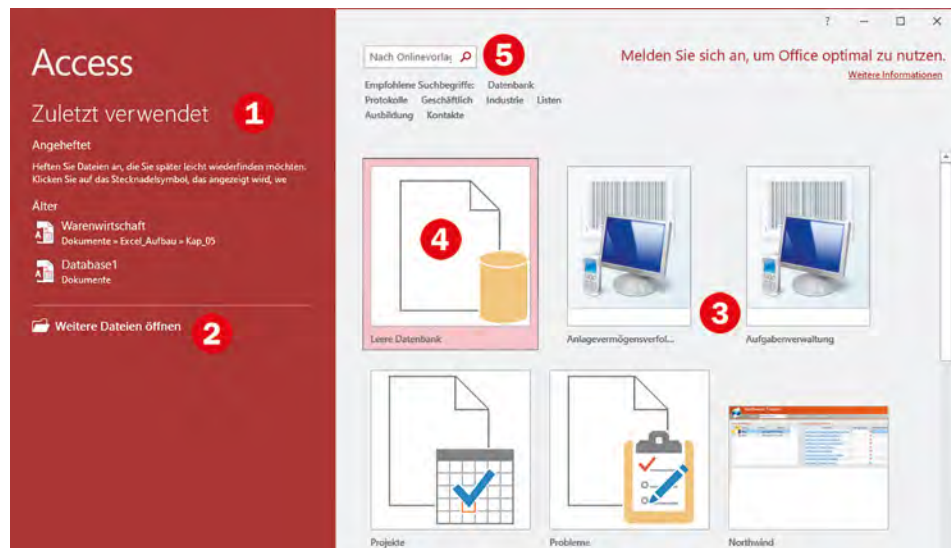 Access
Zuletzt verwendet
1
Angeheftet
Heften Sie Dateien an, die Sie später leicht wiederfinden möchten.
Klicken Sie auf das Stecknadelsymbol, das angezeigt wird, we
Älter
Warenwirtschaft
Dokumente » Excel_Aufbau » Kap_05
Database1
Dokumente
Weitere Dateien öffnen
2
?
Nach Onlinevorlag
5
Melden Sie sich an, um Office optimal zu nutzen.
Weitere Informationen
Empfohlene Suchbegriffe: Datenbank
Protokolle Geschäftlich Industrie Listen
Ausbildung Kontakte
4
3
Leere Datenbank
Anlagevermögensverfol...
Aufgabenverwaltung
Projekte
Probleme
Northwind